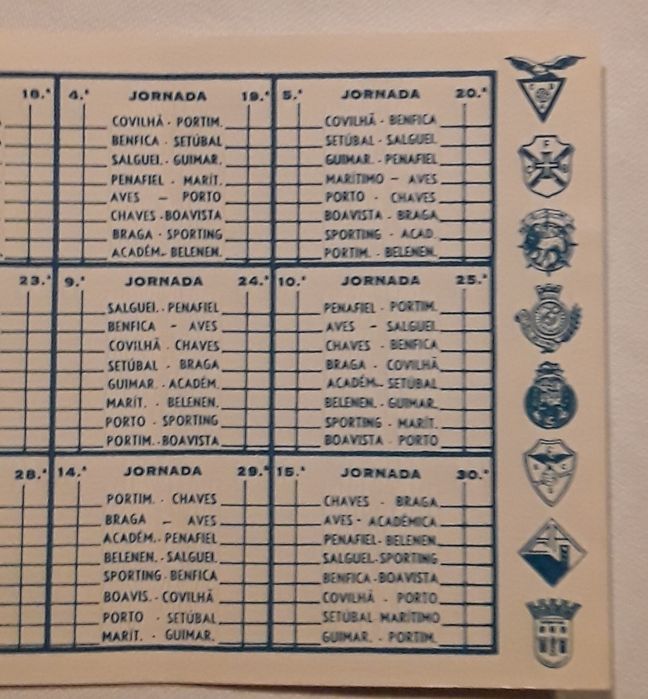 18.ª
4.ª JORNADA 19.ª
COVILHÃ - PORTIM.
BENFICA - SETÚBAL
SALGUEI. - GUIMAR.
PENAFIEL - MARÍT.
AVES — PORTO
CHAVES - BOAVISTA
BRAGA - SPORTING
ACADÉM. - BELENEN.
5.ª JORNADA 20.ª
COVILHÃ - BENFICA
SETÚBAL - SALGUEI.
GUIMAR. - PENAFIEL
MARÍTIMO — AVES
PORTO - CHAVES
BOAVISTA - BRAGA
SPORTING - ACAD.
PORTIM. - BELENEN.
23.ª
9.ª JORNADA 24.ª
SALGUEI. - PENAFIEL
BENFICA - AVES
COVILHÃ - CHAVES
SETÚBAL - BRAGA
GUIMAR. - ACADÉM.
MARÍT. - BELENEN.
PORTO - SPORTING
PORTIM. - BOAVISTA
10.ª JORNADA 25.ª
PENAFIEL - PORTIM.
AVES - SALGUEI.
CHAVES - BENFICA
BRAGA - COVILHÃ
ACADÉM. - SETÚBAL
BELENEN. - GUIMAR.
SPORTING - MARÍT.
BOAVISTA - PORTO
28.ª
14.ª JORNADA 29.ª
PORTIM. - CHAVES
BRAGA — AVES
ACADÉM. - PENAFIEL
BELENEN. - SALGUEI.
SPORTING - BENFICA
BOAVIS. - COVILHÃ
PORTO - SETÚBAL
MARÍT. - GUIMAR.
15.ª JORNADA 30.ª
CHAVES - BRAGA
AVES - ACADÉMICA
PENAFIEL - BELENEN.
SALGUEI. - SPORTING
BENFICA - BOAVISTA
COVILHÃ - PORTO
SETÚBAL MARÍTIMO
GUIMAR. - PORTIM.